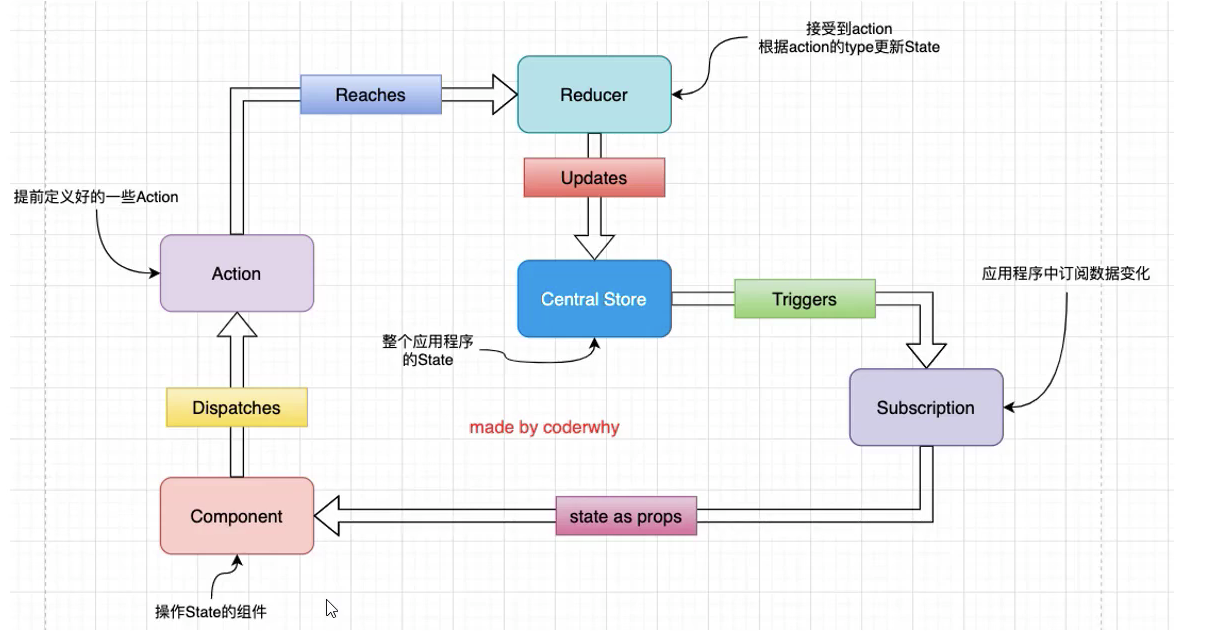 接受到action
根据action的type更新State
Reaches
Reducer
Updates
提前定义好的一些Action
Action
Central Store
Triggers
应用程序中订阅数据变化
整个应用程序
的State
Dispatches
Subscription
made by coderwhy
Component
state as props
操作State的组件